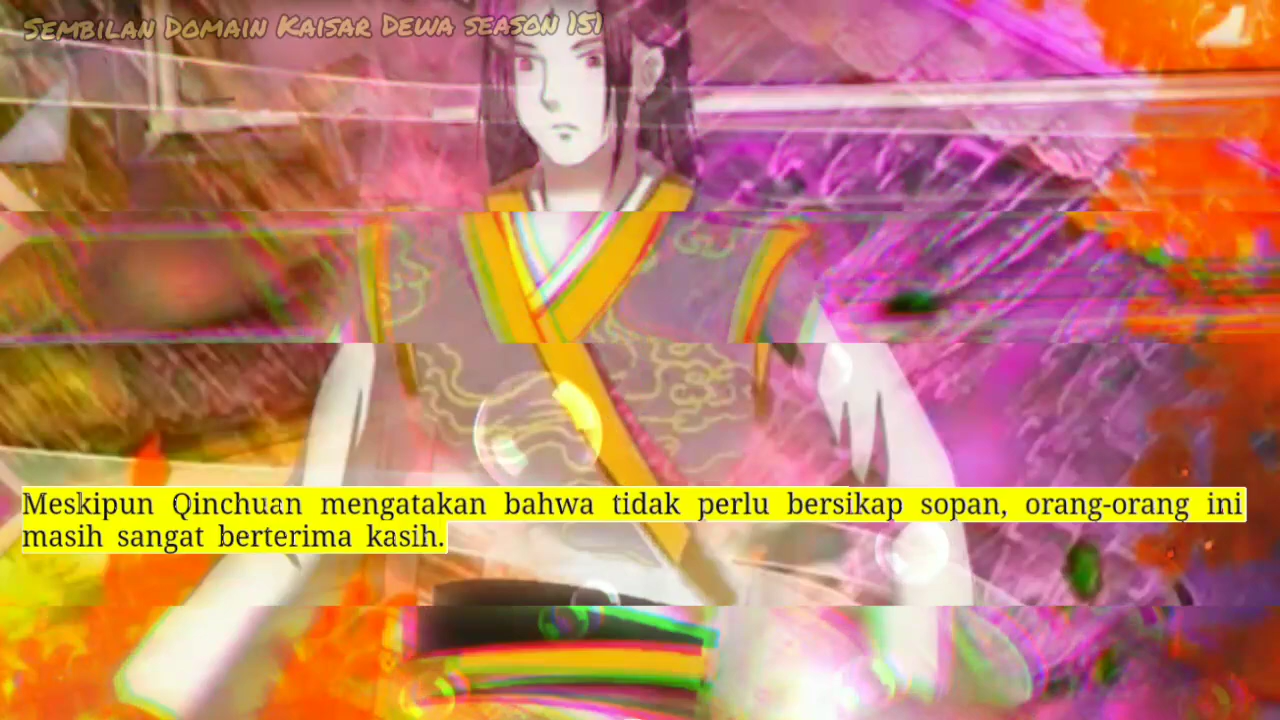 Sembilan Domain Kaisar Dewa season 151
Meskipun Qinchuan mengatakan bahwa tidak perlu bersikap sopan, orang-orang ini
masih sangat berterima kasih.